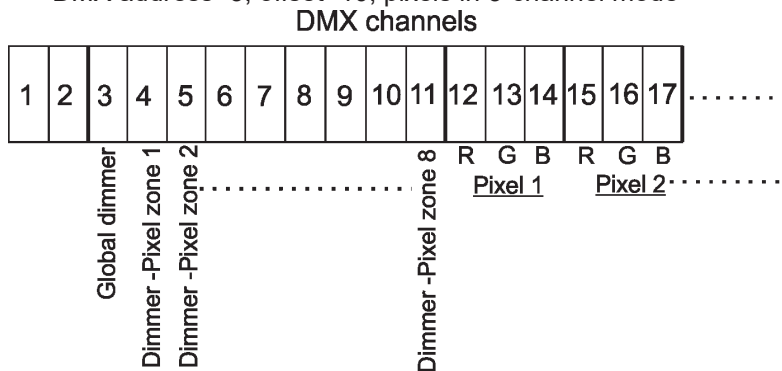 DMX channels
1 2 3 4 5 6 7 8 9 10 11 12 13 14 15 16 17 .......
R G B R G B
Pixel 1 Pixel 2
Global dimmer
Dimmer -Pixel zone 1
Dimmer -Pixel zone 2
Dimmer -Pixel zone 8